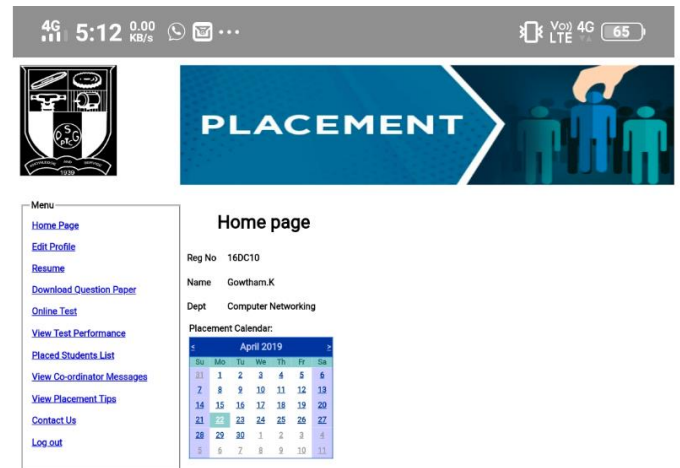 4G 5:12 0.00 KB/s ... Vo)) LTE 4G 65
PLACEMENT
S
PPTCG
KNOWLEDGE AND SERVICE
1939
Menu
Home Page
Edit Profile
Resume
Download Question Paper
Online Test
View Test Performance
Placed Students List
View Co-ordinator Messages
View Placement Tips
Contact Us
Log out
Home page
Reg No 16DC10
Name Gowtham.K
Dept Computer Networking
Placement Calendar:
< April 2019 >
Su Mo Tu We Th Fr Sa
31 1 2 3 4 5 6
7 8 9 10 11 12 13
14 15 16 17 18 19 20
21 22 23 24 25 26 27
28 29 30 1 2 3 4
5 6 7 8 9 10 11